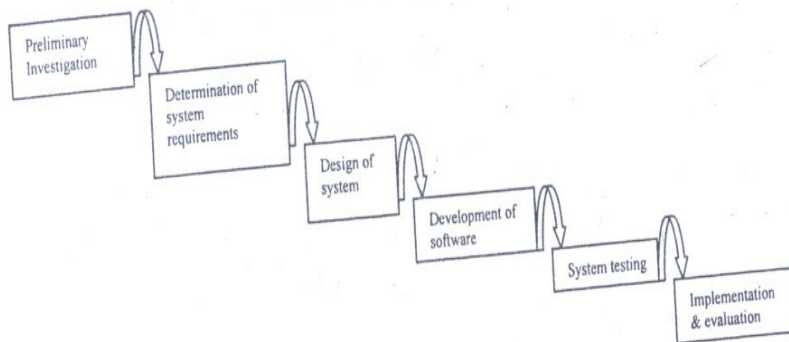 Preliminary
Investigation
Determination of
system
requirements
Design of
system
Development of
software
System testing
Implementation
& evaluation